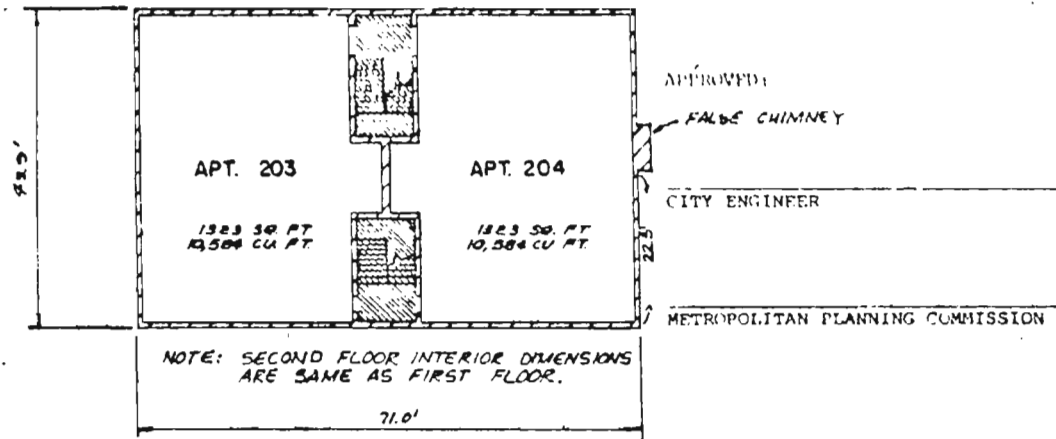 APPROVED:
FALSE CHIMNEY
APT. 203
APT. 204
CITY ENGINEER
1323 SQ. FT.
10,584 CU FT.
1323 SQ. FT
10,584 CU FT.
22.5'
METROPOLITAN PLANNING COMMISSION
NOTE: SECOND FLOOR INTERIOR DIMENSIONS
ARE SAME AS FIRST FLOOR.
71.0'